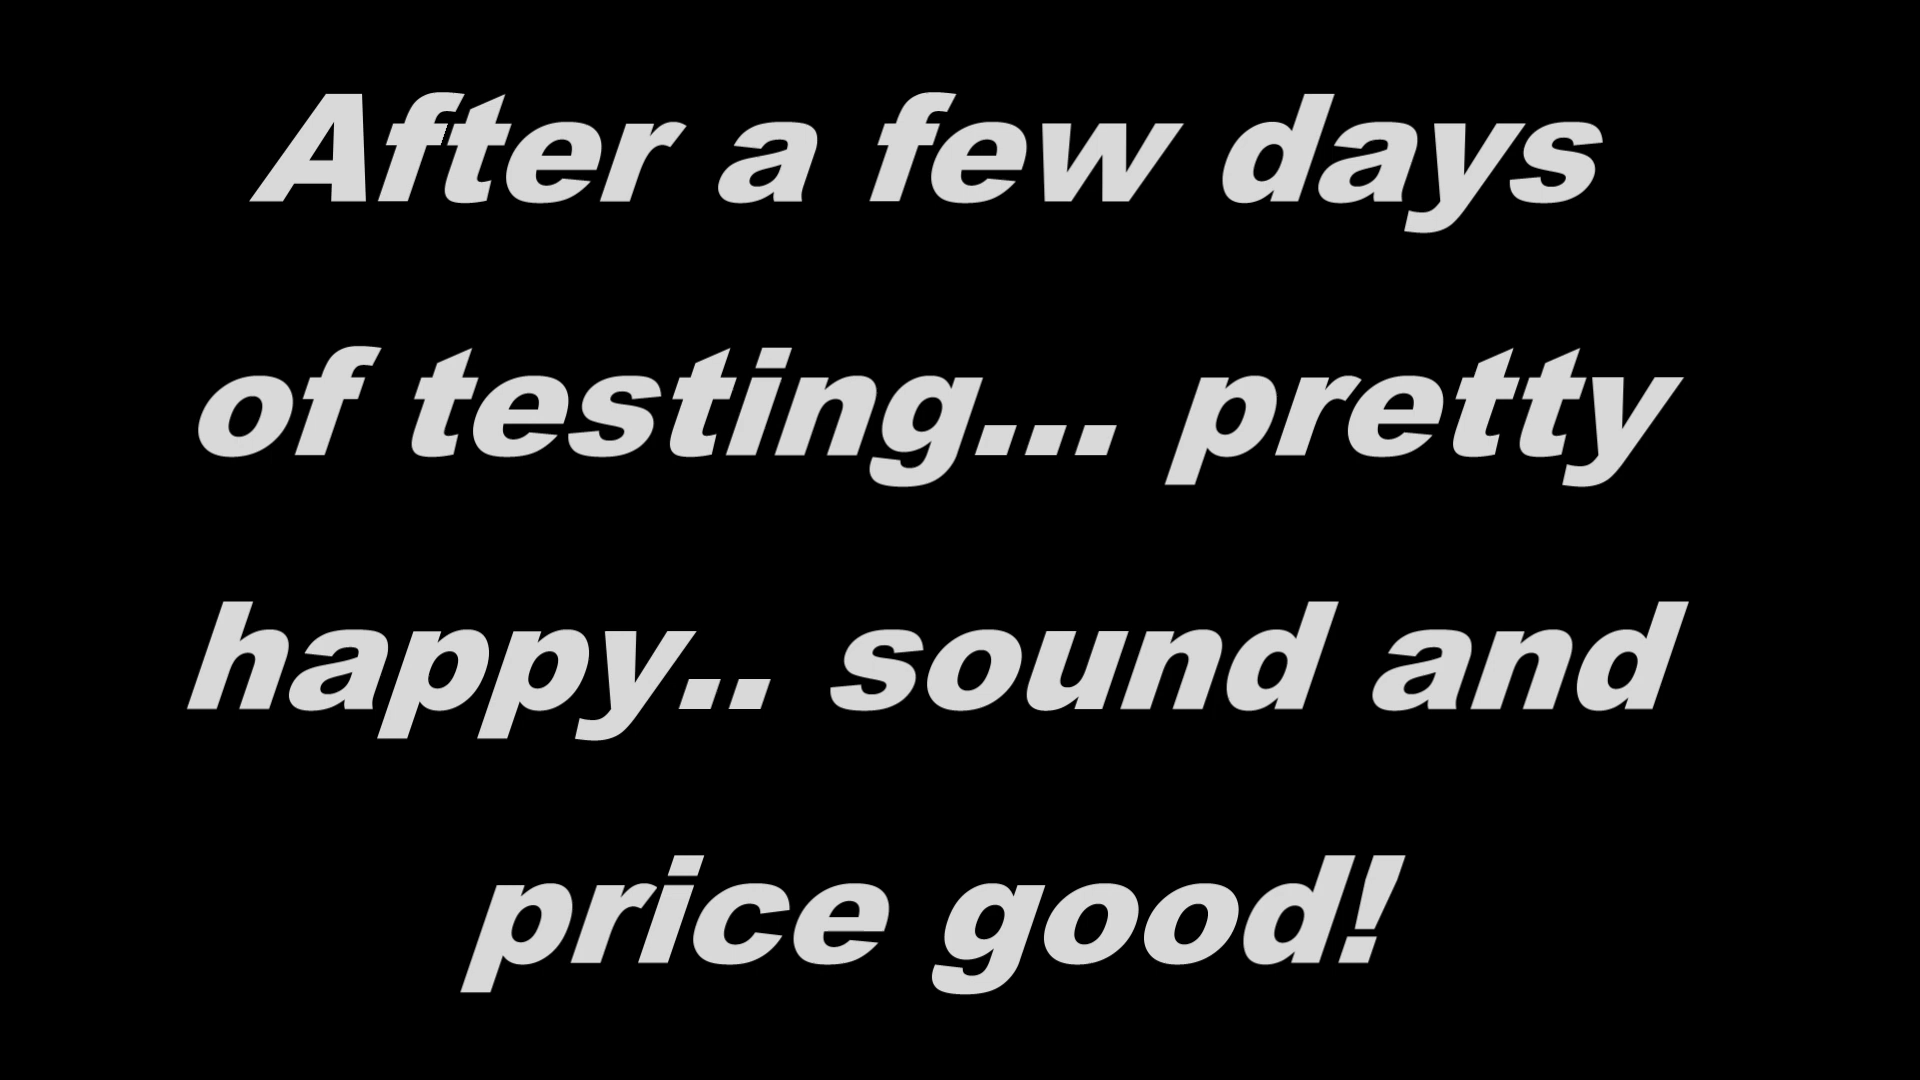 After a few days
of testing... pretty
happy.. sound and
price good!